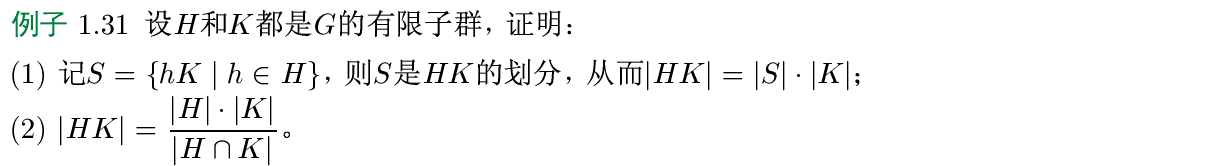 例子 1.31 设H和K都是G的有限子群，证明：
(1) 记S = {hK | h ∈ H}，则S是HK的划分，从而|HK| = |S| · |K|；
(2) |HK| = \frac{|H| · |K|}{|H ∩ K|}。